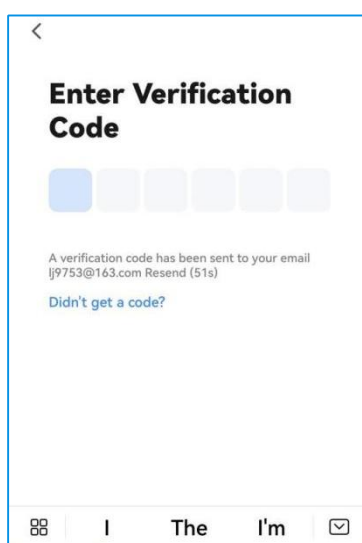 Enter Verification
Code
A verification code has been sent to your email
lj9753@163.com Resend (51s)
Didn't get a code?
I The I'm